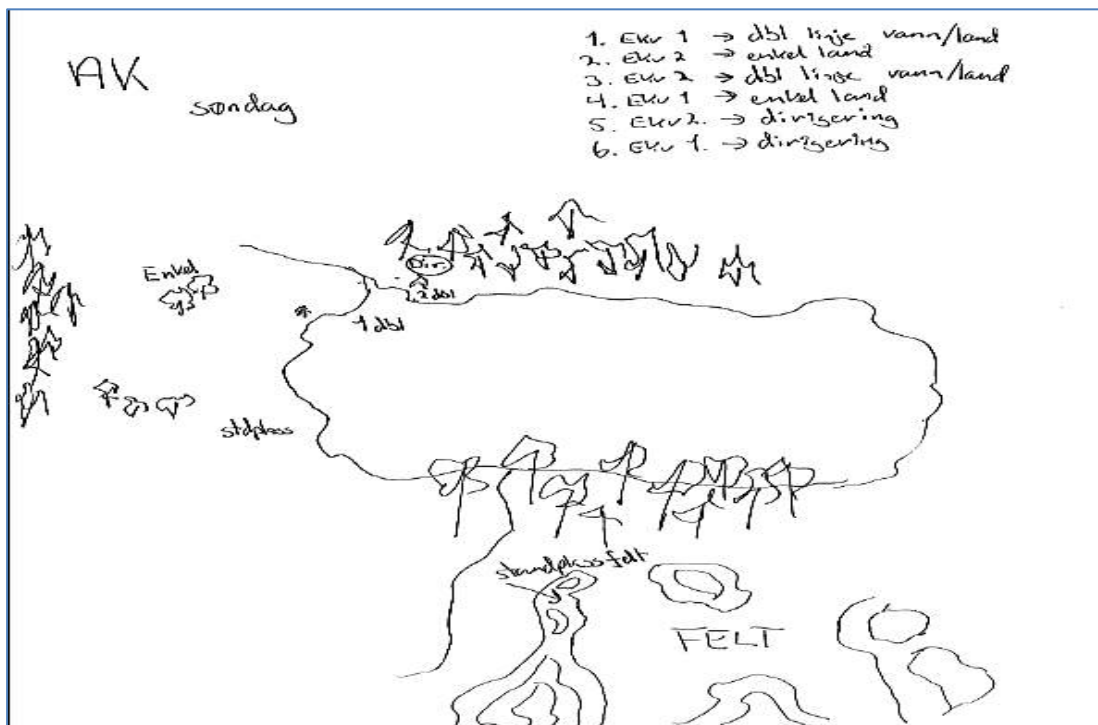 AK
søndag
1. Ekv 1 → dbl linje vann/land
2. Ekv 2 → enkel land
3. Ekv 2 → dbl linje vann/land
4. Ekv 1 → enkel land
5. Ekv 2. → dirigering
6. Ekv 1. → dirigering
Enkel
Dir.
2 dbl
*
1 dbl
stdplass
standplass felt
FELT